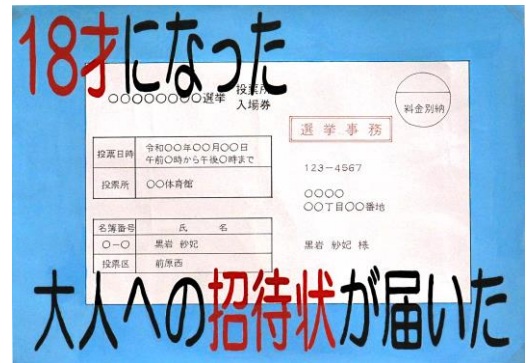 18才になった
○○○○○○○○選挙
投票所
入場券
料金別納
選挙事務
投票日時 令和○○年○○月○○日
午前○時から午後○時まで
投票所 ○○体育館
123-4567
○○○○
○○丁目○○番地
名簿番号 氏 名
○-○ 黒岩 紗妃
投票区 前原西
黒岩 紗妃 様
大人への招待状が届いた